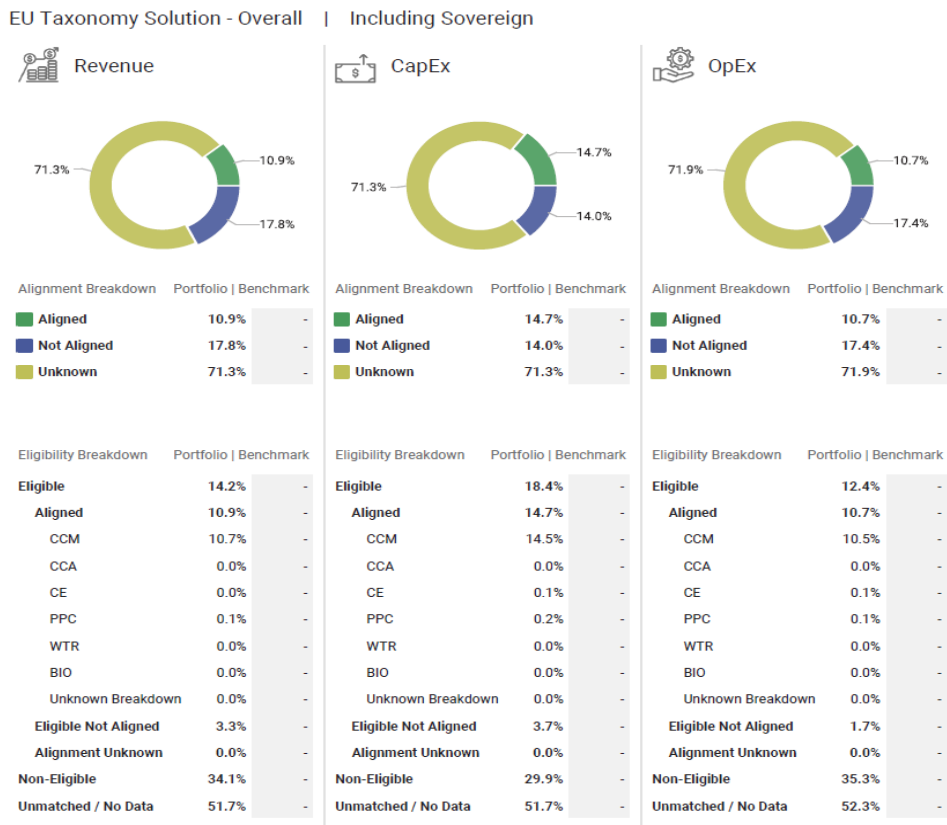 EU Taxonomy Solution - Overall | Including Sovereign
Revenue
71.3%
10.9%
17.8%
Alignment Breakdown Portfolio | Benchmark
Aligned 10.9% -
Not Aligned 17.8% -
Unknown 71.3% -
Eligibility Breakdown Portfolio | Benchmark
Eligible 14.2% -
Aligned 10.9% -
CCM 10.7% -
CCA 0.0% -
CE 0.0% -
PPC 0.1% -
WTR 0.0% -
BIO 0.0% -
Unknown Breakdown 0.0% -
Eligible Not Aligned 3.3% -
Alignment Unknown 0.0% -
Non-Eligible 34.1% -
Unmatched / No Data 51.7% -
$ CapEx
71.3%
14.7%
14.0%
Alignment Breakdown Portfolio | Benchmark
Aligned 14.7% -
Not Aligned 14.0% -
Unknown 71.3% -
Eligibility Breakdown Portfolio | Benchmark
Eligible 18.4% -
Aligned 14.7% -
CCM 14.5% -
CCA 0.0% -
CE 0.1% -
PPC 0.2% -
WTR 0.0% -
BIO 0.0% -
Unknown Breakdown 0.0% -
Eligible Not Aligned 3.7% -
Alignment Unknown 0.0% -
Non-Eligible 29.9% -
Unmatched / No Data 51.7% -
$ OpEx
71.9%
10.7%
17.4%
Alignment Breakdown Portfolio | Benchmark
Aligned 10.7% -
Not Aligned 17.4% -
Unknown 71.9% -
Eligibility Breakdown Portfolio | Benchmark
Eligible 12.4% -
Aligned 10.7% -
CCM 10.5% -
CCA 0.0% -
CE 0.1% -
PPC 0.1% -
WTR 0.0% -
BIO 0.0% -
Unknown Breakdown 0.0% -
Eligible Not Aligned 1.7% -
Alignment Unknown 0.0% -
Non-Eligible 35.3% -
Unmatched / No Data 52.3% -